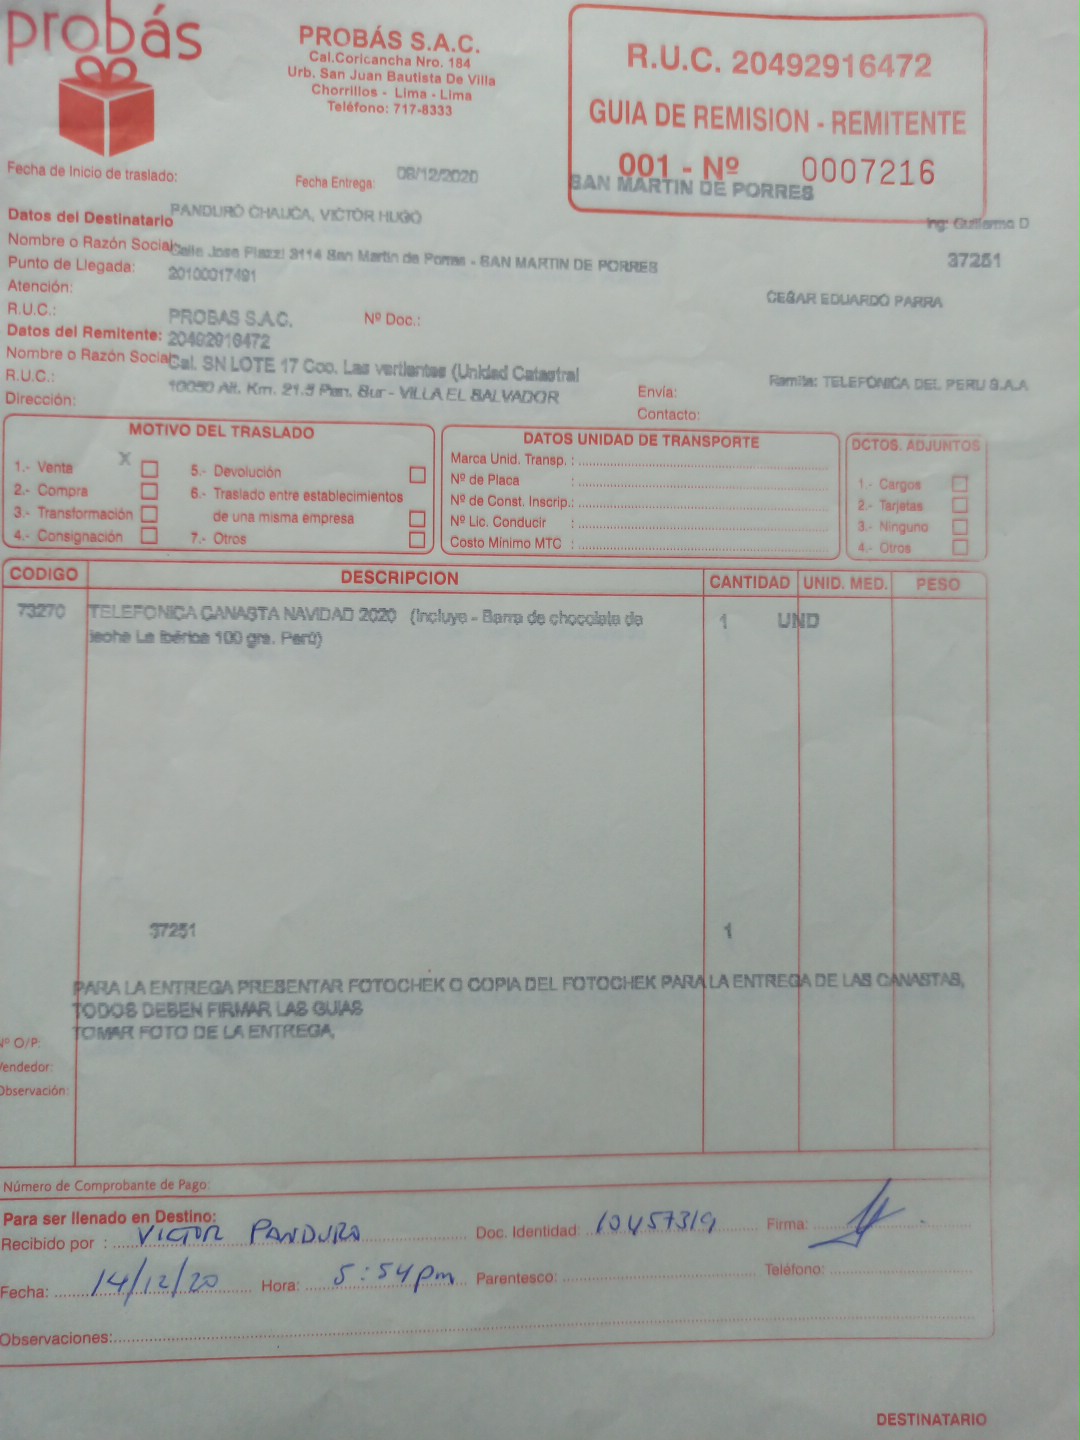 probás
PROBÁS S.A.C.
Cal.Coricancha Nro. 184
Urb. San Juan Bautista De Villa
Chorrillos - Lima - Lima
Teléfono: 717-8333
R.U.C. 20492916472
GUIA DE REMISION - REMITENTE
001 - Nº 0007216
SAN MARTIN DE PORRES
Fecha de Inicio de traslado:
Fecha Entrega: 09/12/2020
Ing: Guillermo D
Datos del Destinatario PANDURO CHAUCA, VICTOR HUGO
Nombre o Razón Social: Calle Jose Piazzi 3114 San Martin de Porras - SAN MARTIN DE PORRES
37251
Punto de Llegada: 20100017491
Atención:
CESAR EDUARDO PARRA
R.U.C.: PROBAS S.A.C. Nº Doc.:
Datos del Remitente: 20492916472
Nombre o Razón Social: Cal. SN LOTE 17 Coo. Las vertientes (Unidad Catastral
R.U.C.: 10050 Alt. Km. 21.5 Pan. Sur - VILLA EL SALVADOR
Envía: Remite: TELEFONICA DEL PERU S.A.A
Dirección:
Contacto:
MOTIVO DEL TRASLADO
1.- Venta X
2.- Compra
3.- Transformación
4.- Consignación
5.- Devolución
6.- Traslado entre establecimientos
de una misma empresa
7.- Otros
DATOS UNIDAD DE TRANSPORTE
Marca Unid. Transp. :
Nº de Placa :
Nº de Const. Inscrip.:
Nº Lic. Conducir :
Costo Minimo MTC :
DCTOS. ADJUNTOS
1.- Cargos
2.- Tarjetas
3.- Ninguno
4.- Otros
CODIGO DESCRIPCION CANTIDAD UNID. MED. PESO
73270 TELEFONICA CANASTA NAVIDAD 2020 (Incluye - Barra de chocolate de 1 UND
leche La Ibérica 100 grs. Perú)
37251 1
PARA LA ENTREGA PRESENTAR FOTOCHEK O COPIA DEL FOTOCHEK PARA LA ENTREGA DE LAS CANASTAS,
TODOS DEBEN FIRMAR LAS GUIAS
TOMAR FOTO DE LA ENTREGA.
Nº O/P:
Vendedor:
Observación:
Número de Comprobante de Pago:
Para ser llenado en Destino:
Recibido por : VICTOR PANDURO Doc. Identidad: 10457319 Firma:
Fecha: 14/12/20 Hora: 5:54pm Parentesco: Teléfono:
Observaciones:
DESTINATARIO